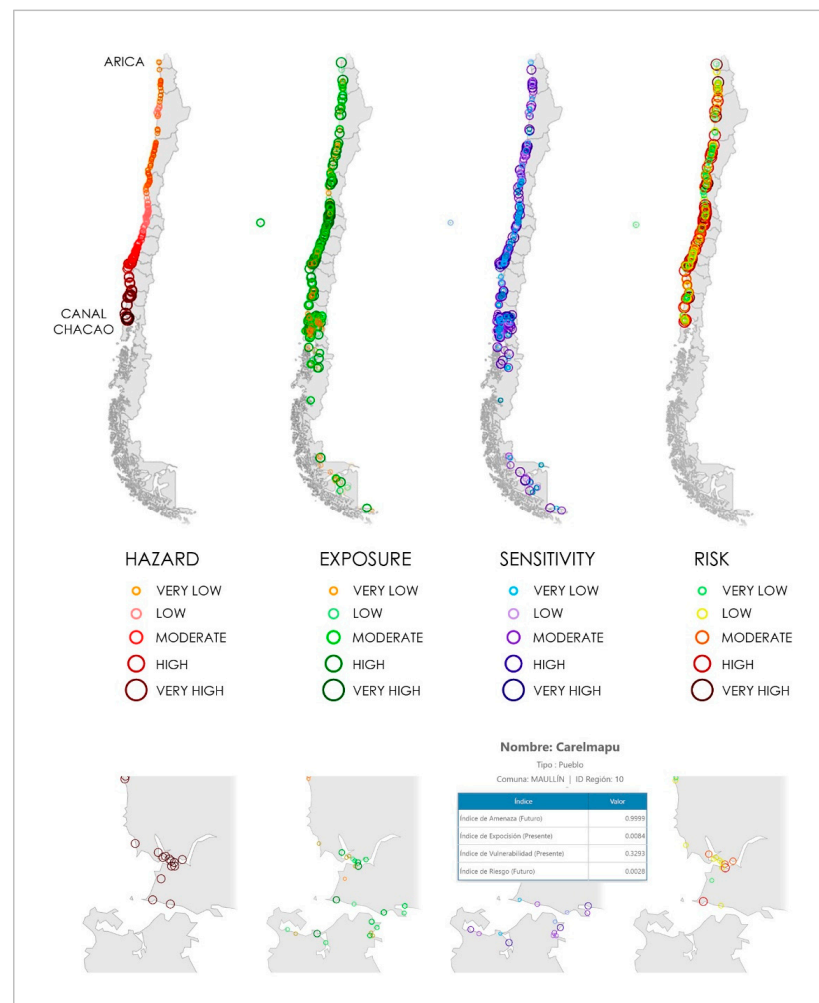 ARICA
CANAL
CHACAO
HAZARD
VERY LOW
LOW
MODERATE
HIGH
VERY HIGH
EXPOSURE
VERY LOW
LOW
MODERATE
HIGH
VERY HIGH
SENSITIVITY
VERY LOW
LOW
MODERATE
HIGH
VERY HIGH
RISK
VERY LOW
LOW
MODERATE
HIGH
VERY HIGH
Nombre: Carelmapu
Tipo : Pueblo
Comuna: MAULLÍN | ID Región: 10
Índice Valor
Índice de Amenaza (Futuro) 0.9999
Índice de Exposición (Presente) 0.0084
Índice de Vulnerabilidad (Presente) 0.3293
Índice de Riesgo (Futuro) 0.0028